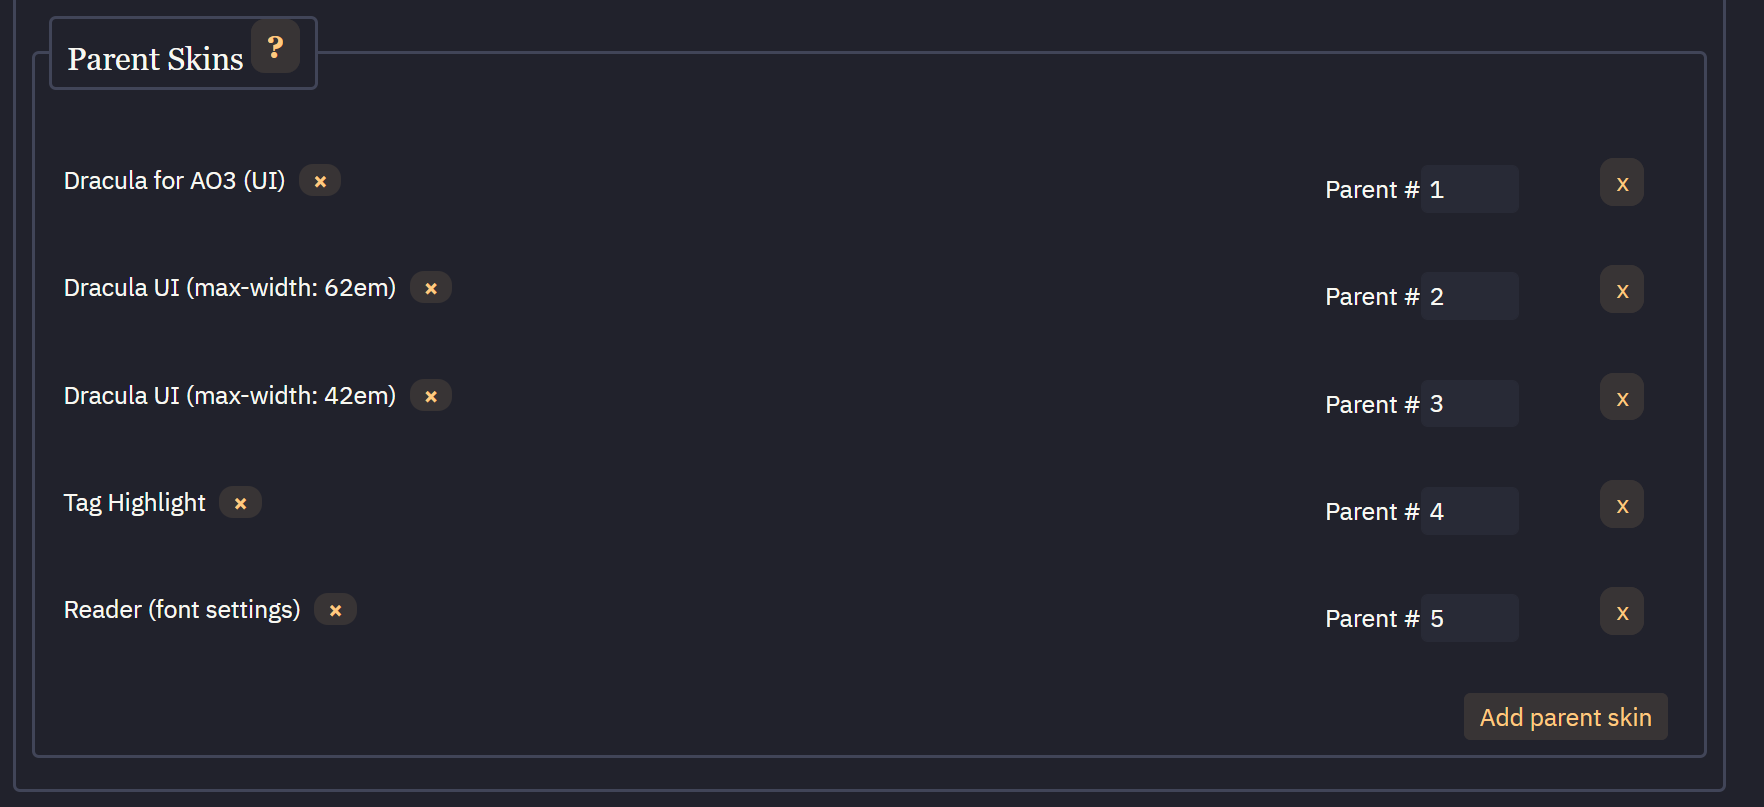 Parent Skins ?
Dracula for AO3 (UI) × Parent # 1 x
Dracula UI (max-width: 62em) × Parent # 2 x
Dracula UI (max-width: 42em) × Parent # 3 x
Tag Highlight × Parent # 4 x
Reader (font settings) × Parent # 5 x
Add parent skin